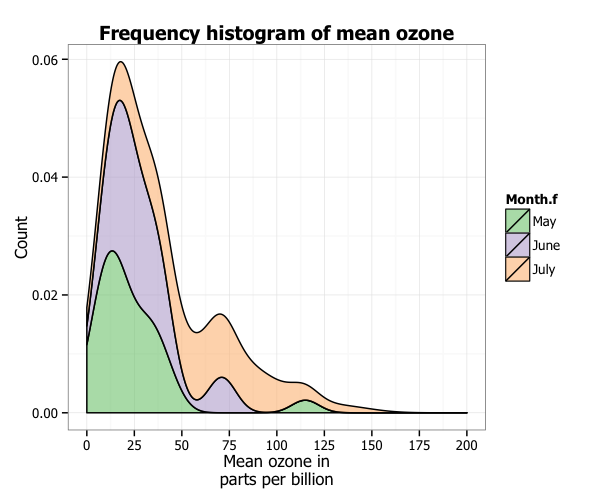 Frequency histogram of mean ozone
0.06
0.04
0.02
0.00
Count
0 25 50 75 100 125 150 175 200
Mean ozone in
parts per billion
Month.f
May
June
July